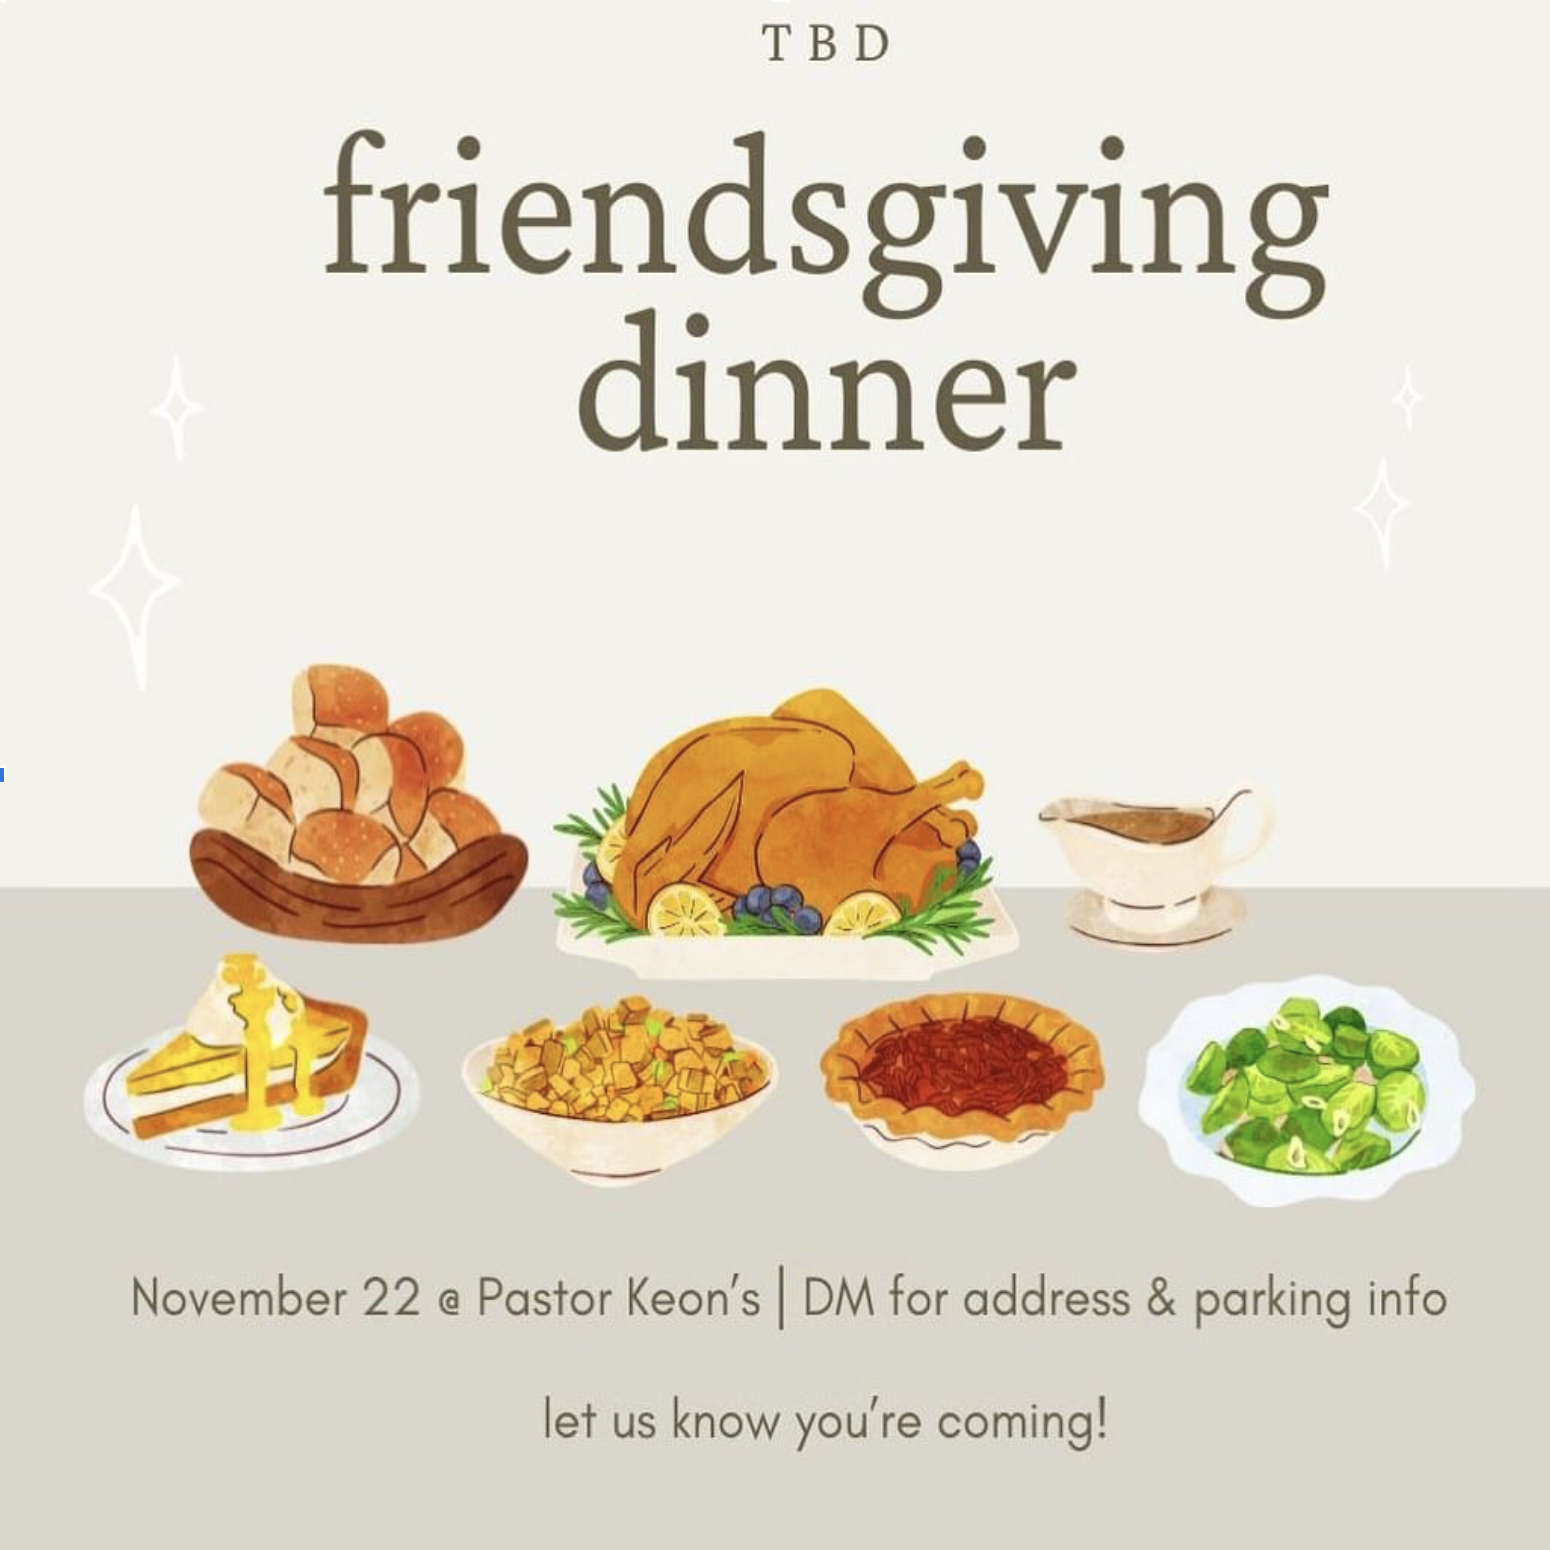 TBD
friendsgiving
dinner
November 22 @ Pastor Keon's | DM for address & parking info
let us know you're coming!